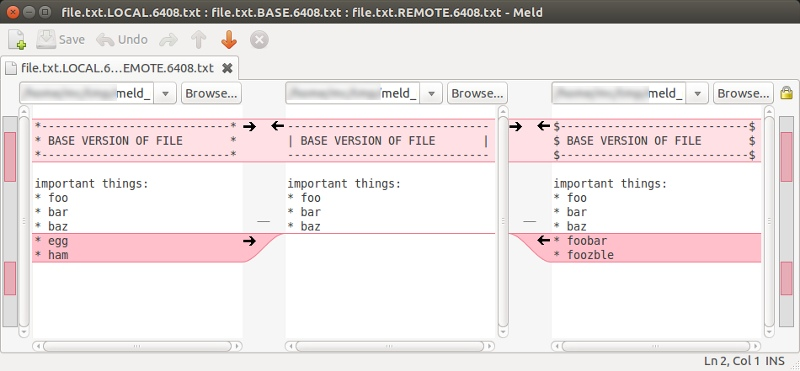 file.txt.LOCAL.6408.txt : file.txt.BASE.6408.txt : file.txt.REMOTE.6408.txt - Meld
Save Undo
file.txt.LOCAL.6...EMOTE.6408.txt
meld_ Browse... meld_ Browse... meld_ Browse...
*----------------------------*
* BASE VERSION OF FILE       *
*----------------------------*
important things:
* foo
* bar
* baz
* egg
* ham
------------------------------
| BASE VERSION OF FILE       |
------------------------------
important things:
* foo
* bar
* baz
$----------------------------$
$ BASE VERSION OF FILE       $
$----------------------------$
important things:
* foo
* bar
* baz
* foobar
* foozble
Ln 2, Col 1 INS